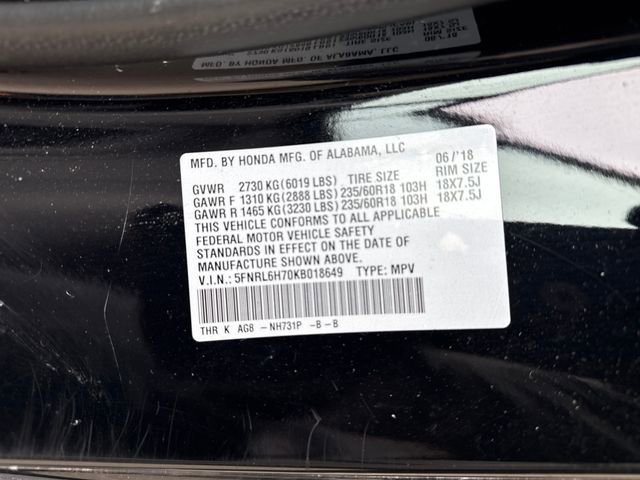 MFD. BY HONDA MFG. OF ALABAMA, LLC 06/'18
GVWR 2730 KG(6019 LBS) TIRE SIZE RIM SIZE
GAWR F 1310 KG(2888 LBS) 235/60R18 103H 18X7.5J
GAWR R 1465 KG(3230 LBS) 235/60R18 103H 18X7.5J
THIS VEHICLE CONFORMS TO ALL APPLICABLE
FEDERAL MOTOR VEHICLE SAFETY
STANDARDS IN EFFECT ON THE DATE OF
MANUFACTURE SHOWN ABOVE.
V.I.N.: 5FNRL6H70KB018649 TYPE: MPV
THR K AG8 -NH731P -B-B